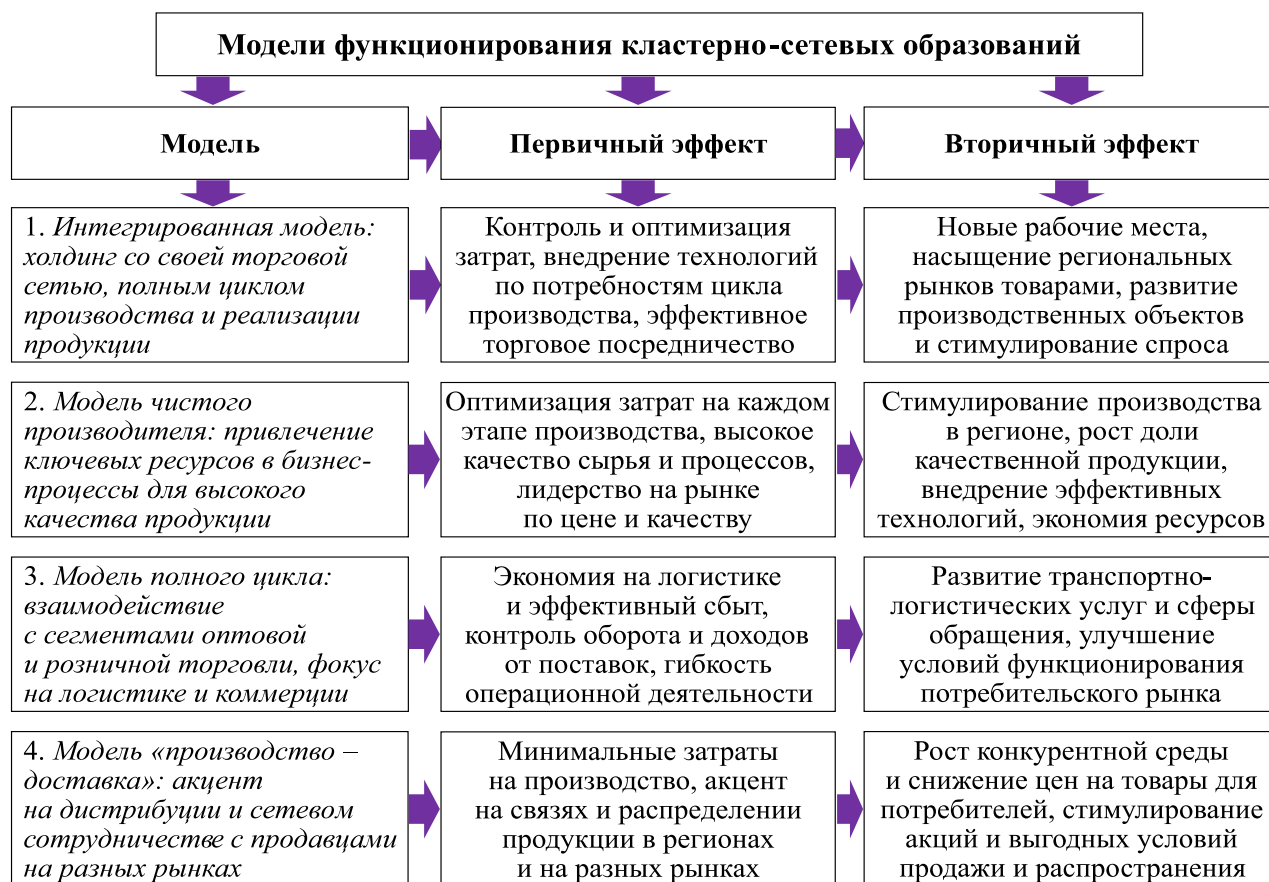 Модели функционирования кластерно-сетевых образований
Модель
Первичный эффект
Вторичный эффект
1. Интегрированная модель:
холдинг со своей торговой
сетью, полным циклом
производства и реализации
продукции
Контроль и оптимизация
затрат, внедрение технологий
по потребностям цикла
производства, эффективное
торговое посредничество
Новые рабочие места,
насыщение региональных
рынков товарами, развитие
производственных объектов
и стимулирование спроса
2. Модель чистого
производителя: привлечение
ключевых ресурсов в бизнес-
процессы для высокого
качества продукции
Оптимизация затрат на каждом
этапе производства, высокое
качество сырья и процессов,
лидерство на рынке
по цене и качеству
Стимулирование производства
в регионе, рост доли
качественной продукции,
внедрение эффективных
технологий, экономия ресурсов
3. Модель полного цикла:
взаимодействие
с сегментами оптовой
и розничной торговли, фокус
на логистике и коммерции
Экономия на логистике
и эффективный сбыт,
контроль оборота и доходов
от поставок, гибкость
операционной деятельности
Развитие транспортно-
логистических услуг и сферы
обращения, улучшение
условий функционирования
потребительского рынка
4. Модель «производство –
доставка»: акцент
на дистрибуции и сетевом
сотрудничестве с продавцами
на разных рынках
Минимальные затраты
на производство, акцент
на связях и распределении
продукции в регионах
и на разных рынках
Рост конкурентной среды
и снижение цен на товары для
потребителей, стимулирование
акций и выгодных условий
продажи и распространения